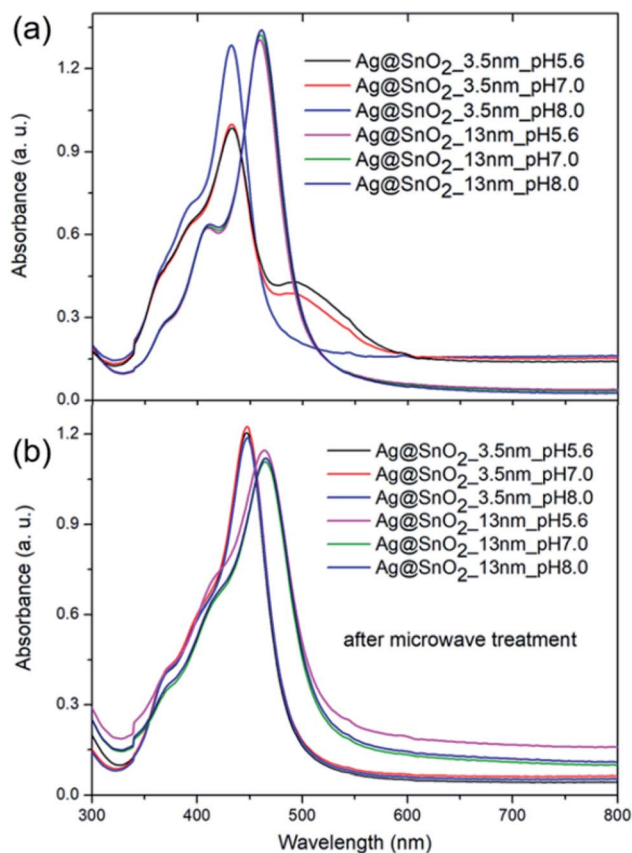 (a)
Ag@SnO2_3.5nm_pH5.6
Ag@SnO2_3.5nm_pH7.0
Ag@SnO2_3.5nm_pH8.0
Ag@SnO2_13nm_pH5.6
Ag@SnO2_13nm_pH7.0
Ag@SnO2_13nm_pH8.0
1.2
0.9
0.6
0.3
0.0
Absorbance (a. u.)
(b)
Ag@SnO2_3.5nm_pH5.6
Ag@SnO2_3.5nm_pH7.0
Ag@SnO2_3.5nm_pH8.0
Ag@SnO2_13nm_pH5.6
Ag@SnO2_13nm_pH7.0
Ag@SnO2_13nm_pH8.0
after microwave treatment
1.2
0.9
0.6
0.3
0.0
Absorbance (a. u.)
300 400 500 600 700 800
Wavelength (nm)